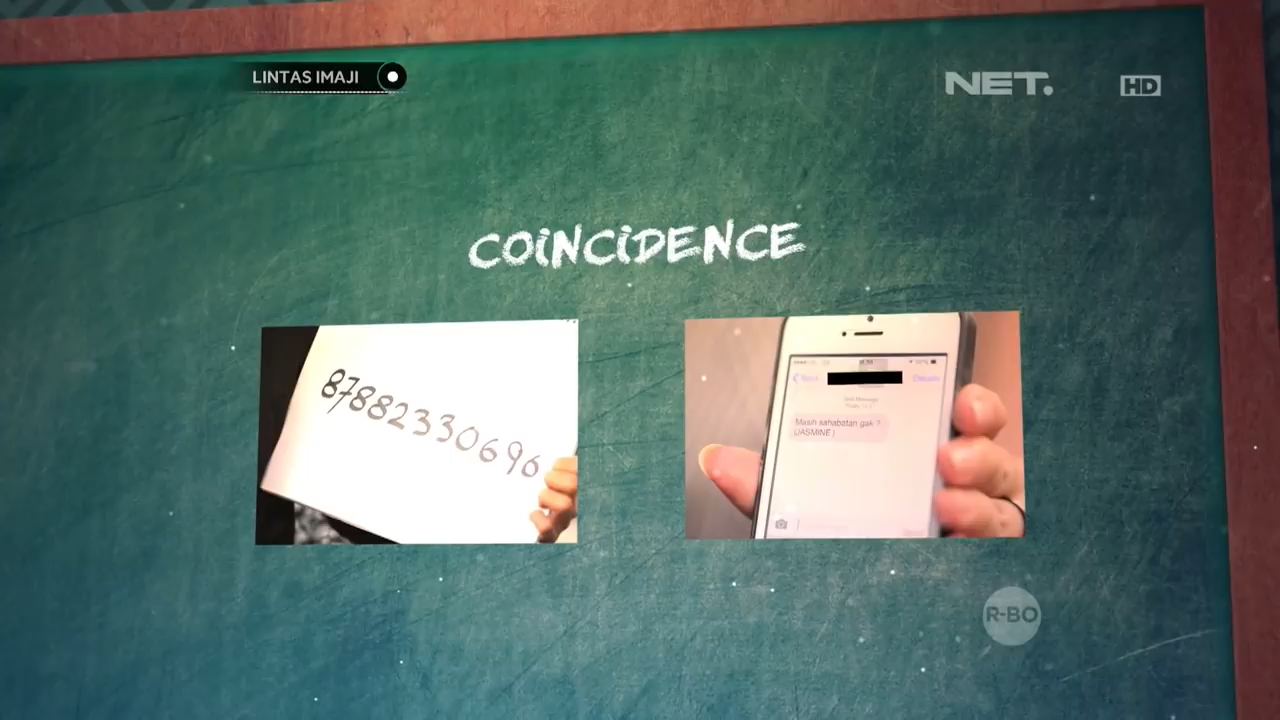 LINTAS IMAJI
NET.
HD
COINCIDENCE
87882330696
Masih sahabatan gak ?
(JASMINE)
R-BO